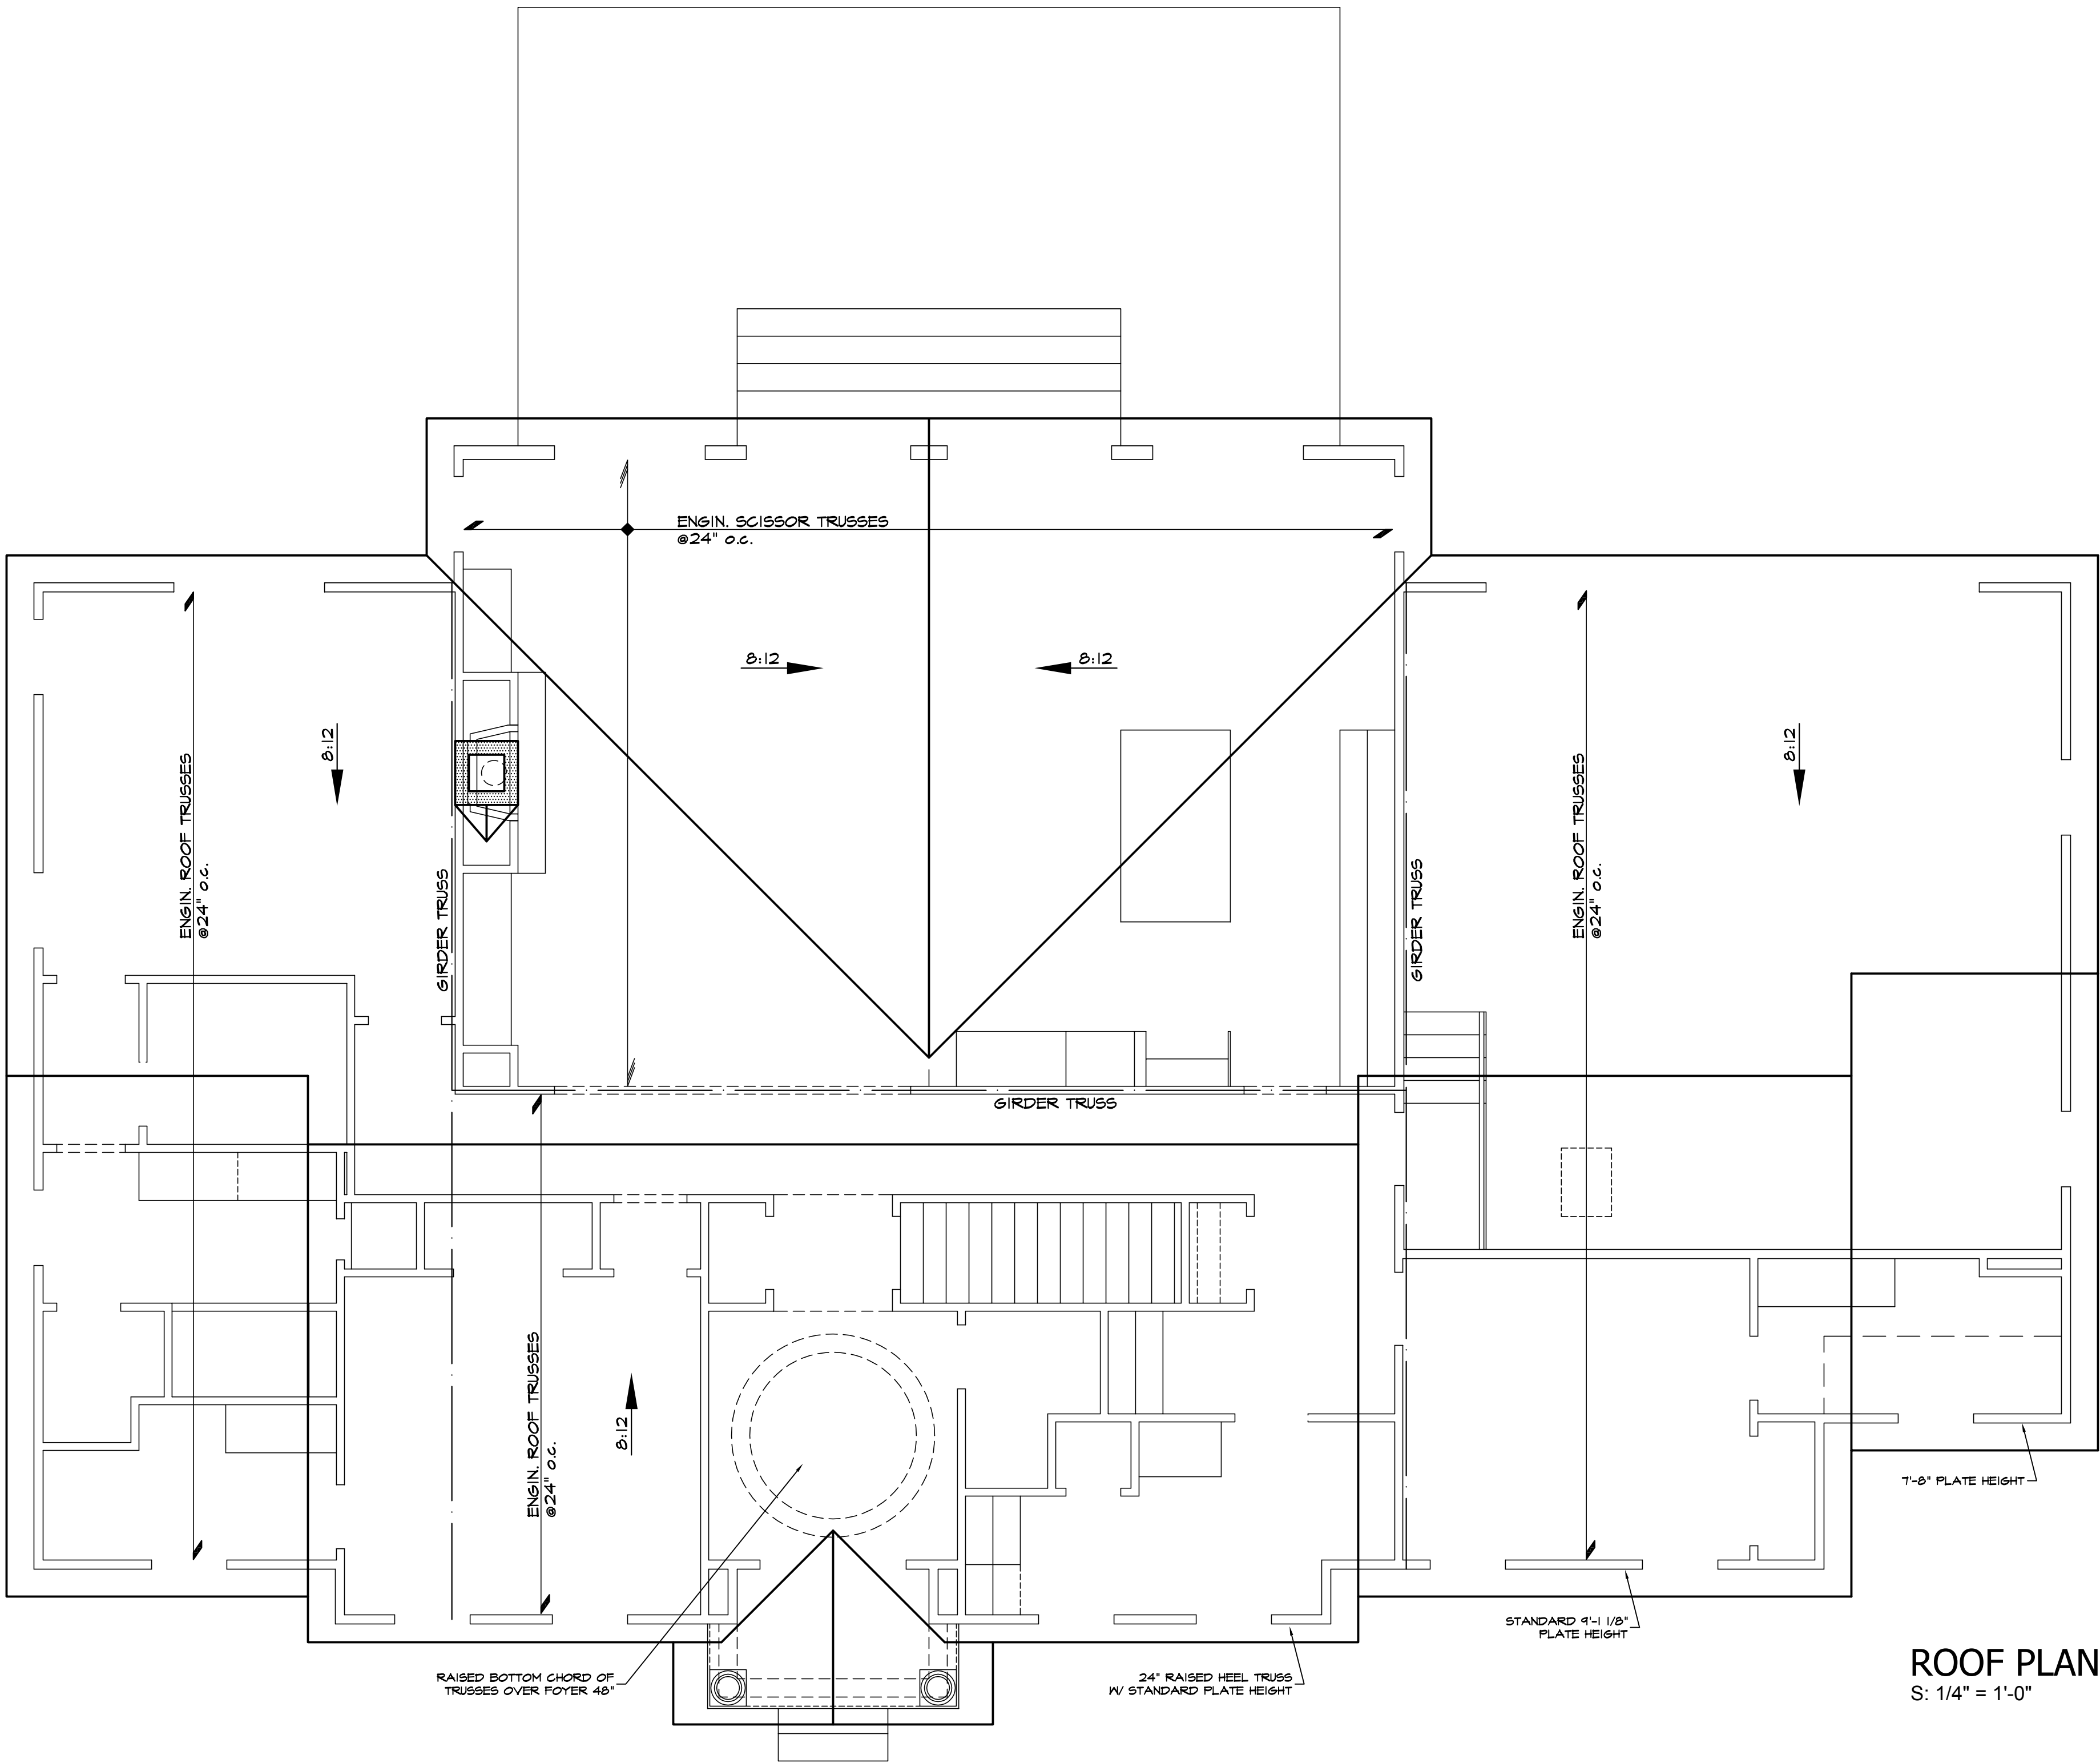 ENGIN. SCISSOR TRUSSES
@24" o.c.
8:12
8:12
8:12
8:12
ENGIN. ROOF TRUSSES
@24" o.c.
GIRDER TRUSS
GIRDER TRUSS
ENGIN. ROOF TRUSSES
@24" o.c.
GIRDER TRUSS
ENGIN. ROOF TRUSSES
@24" o.c.
8:12
7'-8" PLATE HEIGHT
STANDARD 9'-1 1/8"
PLATE HEIGHT
RAISED BOTTOM CHORD OF
TRUSSES OVER FOYER 48"
24" RAISED HEEL TRUSS
W/ STANDARD PLATE HEIGHT
ROOF PLAN
S: 1/4" = 1'-0"